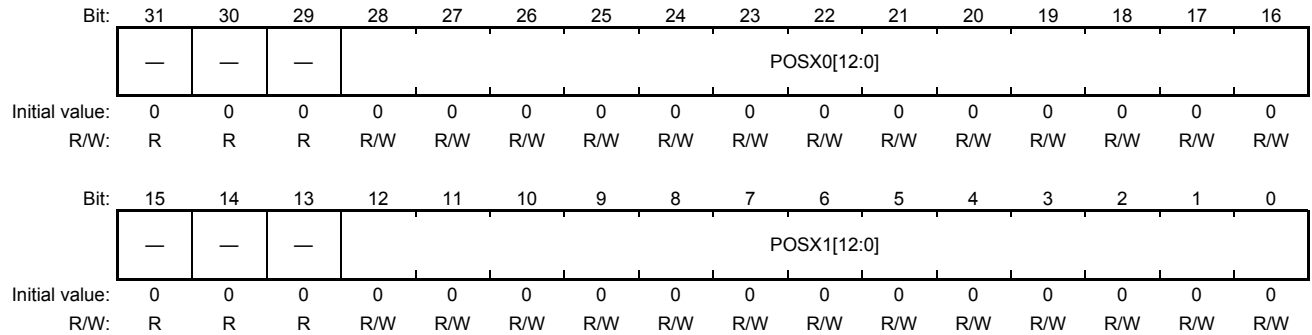 Bit: 31 30 29 28 27 26 25 24 23 22 21 20 19 18 17 16
— — — POSX0[12:0]
Initial value: 0 0 0 0 0 0 0 0 0 0 0 0 0 0 0 0
R/W: R R R R/W R/W R/W R/W R/W R/W R/W R/W R/W R/W R/W R/W R/W
Bit: 15 14 13 12 11 10 9 8 7 6 5 4 3 2 1 0
— — — POSX1[12:0]
Initial value: 0 0 0 0 0 0 0 0 0 0 0 0 0 0 0 0
R/W: R R R R/W R/W R/W R/W R/W R/W R/W R/W R/W R/W R/W R/W R/W